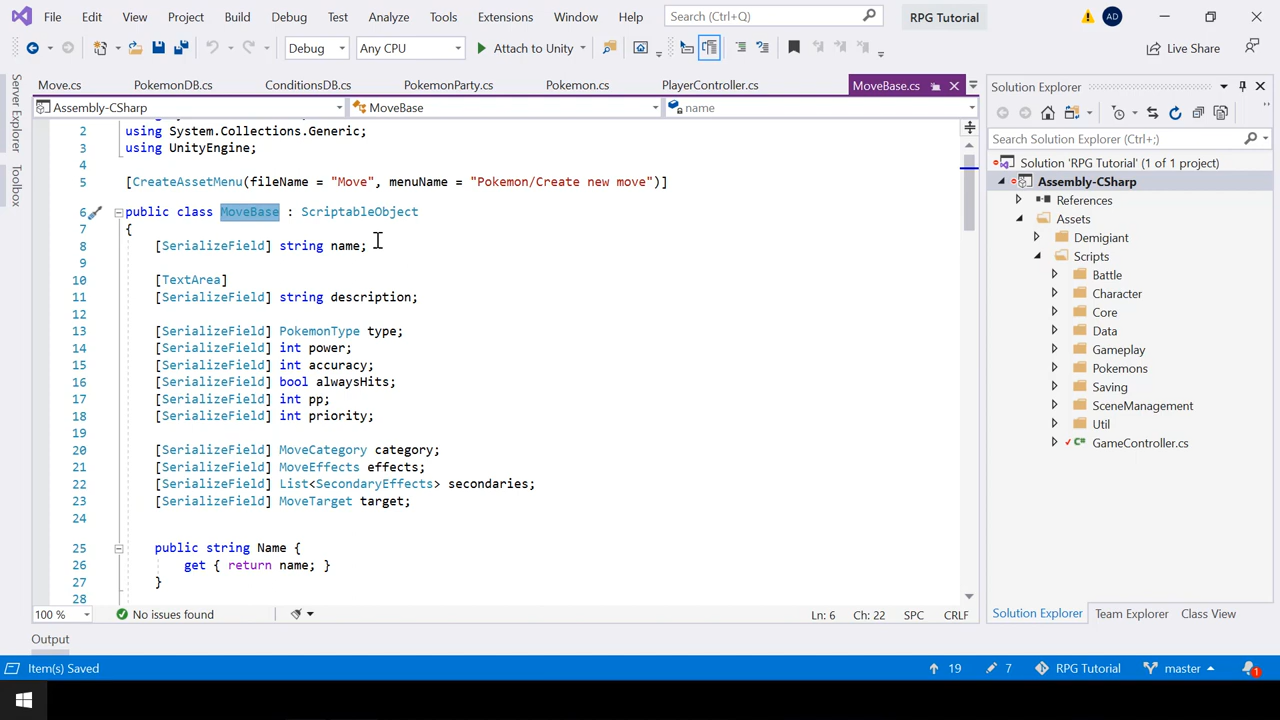 File Edit View Project Build Debug Test Analyze Tools Extensions Window Help Search (Ctrl+Q) RPG Tutorial AD
Debug Any CPU Attach to Unity Live Share
Server Explorer
Toolbox
Move.cs PokemonDB.cs ConditionsDB.cs PokemonParty.cs Pokemon.cs PlayerController.cs MoveBase.cs
Assembly-CSharp MoveBase name
2 using System.Collections.Generic;
3 using UnityEngine;
4
5 [CreateAssetMenu(fileName = "Move", menuName = "Pokemon/Create new move")]
6 public class MoveBase : ScriptableObject
7 {
8 [SerializeField] string name;
9
10 [TextArea]
11 [SerializeField] string description;
12
13 [SerializeField] PokemonType type;
14 [SerializeField] int power;
15 [SerializeField] int accuracy;
16 [SerializeField] bool alwaysHits;
17 [SerializeField] int pp;
18 [SerializeField] int priority;
19
20 [SerializeField] MoveCategory category;
21 [SerializeField] MoveEffects effects;
22 [SerializeField] List<SecondaryEffects> secondaries;
23 [SerializeField] MoveTarget target;
24
25 public string Name {
26 get { return name; }
27 }
28
100 % No issues found Ln: 6 Ch: 22 SPC CRLF
Output
Solution Explorer
Search Solution Explorer (Ctrl+;)
Solution 'RPG Tutorial' (1 of 1 project)
Assembly-CSharp
References
Assets
Demigiant
Scripts
Battle
Character
Core
Data
Gameplay
Pokemons
Saving
SceneManagement
Util
C# GameController.cs
Solution Explorer Team Explorer Class View
Item(s) Saved 19 7 RPG Tutorial master 1